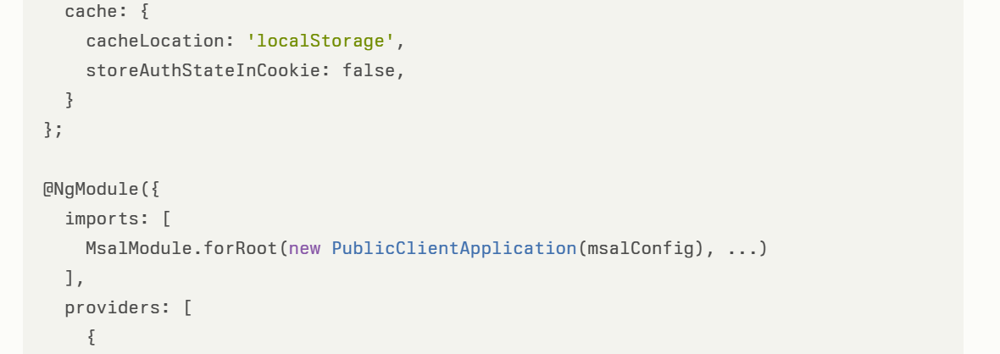 cache: {
cacheLocation: 'localStorage',
storeAuthStateInCookie: false,
}
};
@NgModule({
imports: [
MsalModule.forRoot(new PublicClientApplication(msalConfig), ...)
],
providers: [
{